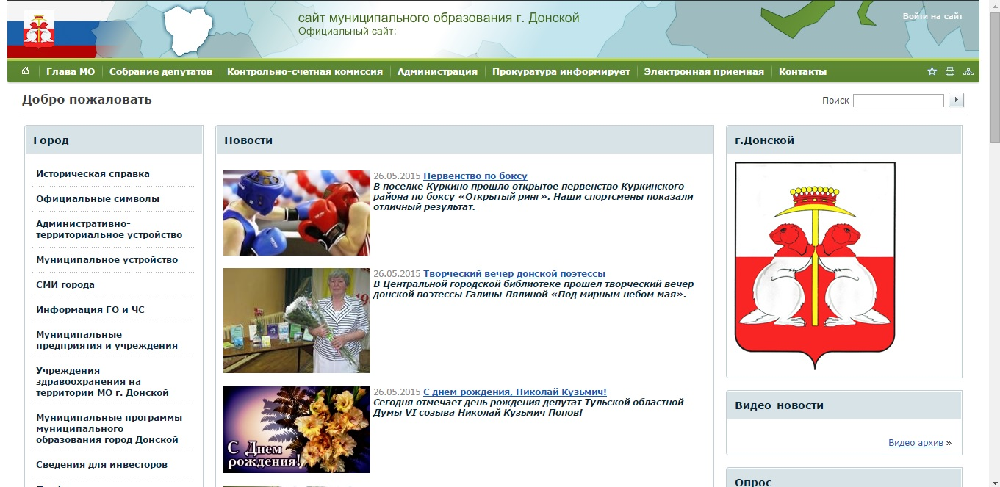 сайт муниципального образования г. Донской
Официальный сайт:
Войти на сайт
Глава МО
Собрание депутатов
Контрольно-счетная комиссия
Администрация
Прокуратура информирует
Электронная приемная
Контакты
Добро пожаловать
Поиск
Город
Историческая справка
Официальные символы
Административно-
территориальное устройство
Муниципальное устройство
СМИ города
Информация ГО и ЧС
Муниципальные
предприятия и учреждения
Учреждения
здравоохранения на
территории МО г. Донской
Муниципальные программы
муниципального
образования город Донской
Сведения для инвесторов
Новости
26.05.2015 Первенство по боксу
В поселке Куркино прошло открытое первенство Куркинского
района по боксу «Открытый ринг». Наши спортсмены показали
отличный результат.
26.05.2015 Творческий вечер донской поэтессы
В Центральной городской библиотеке прошел творческий вечер
донской поэтессы Галины Лялиной «Под мирным небом мая».
26.05.2015 С днем рождения, Николай Кузьмич!
Сегодня отмечает день рождения депутат Тульской областной
Думы VI созыва Николай Кузьмич Попов!
С Днем
рождения!
г.Донской
Видео-новости
Видео архив »
Опрос